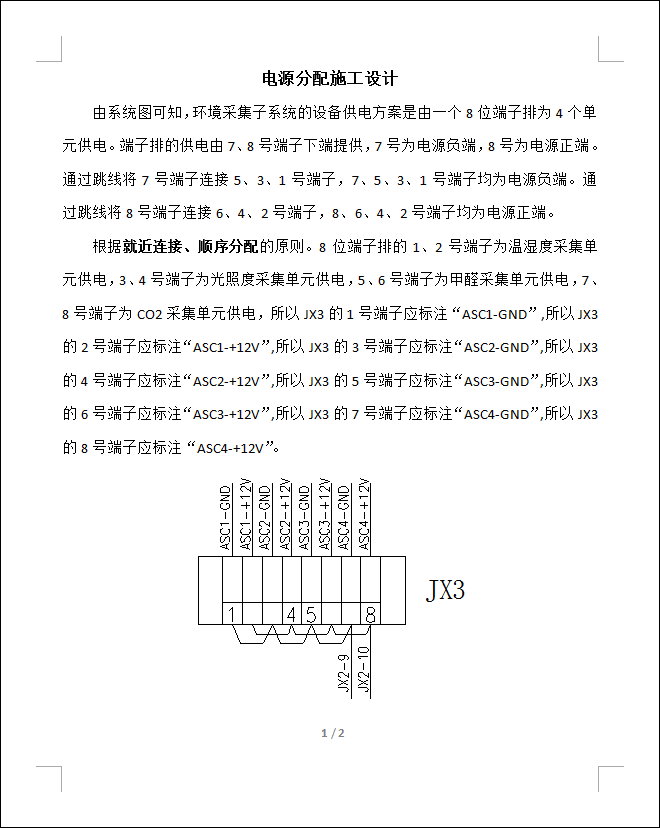 电源分配施工设计
由系统图可知，环境采集子系统的设备供电方案是由一个 8 位端子排为 4 个单
元供电。端子排的供电由 7、8 号端子下端提供，7 号为电源负端，8 号为电源正端。
通过跳线将 7 号端子连接 5、3、1 号端子，7、5、3、1 号端子均为电源负端。通
过跳线将 8 号端子连接 6、4、2 号端子，8、6、4、2 号端子均为电源正端。
根据就近连接、顺序分配的原则。8 位端子排的 1、2 号端子为温湿度采集单
元供电，3、4 号端子为光照度采集单元供电，5、6 号端子为甲醛采集单元供电，7、
8 号端子为 CO2 采集单元供电，所以 JX3 的 1 号端子应标注“ASC1-GND”,所以 JX3
的 2 号端子应标注“ASC1-+12V”,所以 JX3 的 3 号端子应标注“ASC2-GND”,所以 JX3
的 4 号端子应标注“ASC2-+12V”,所以 JX3 的 5 号端子应标注“ASC3-GND”,所以 JX3
的 6 号端子应标注“ASC3-+12V”,所以 JX3 的 7 号端子应标注“ASC4-GND”,所以 JX3
的 8 号端子应标注“ASC4-+12V”。
ASC1-GND
ASC1-+12V
ASC2-GND
ASC2-+12V
ASC3-GND
ASC3-+12V
ASC4-GND
ASC4-+12V
JX3
1 4 5 8
JX2-9
JX2-10
1 / 2